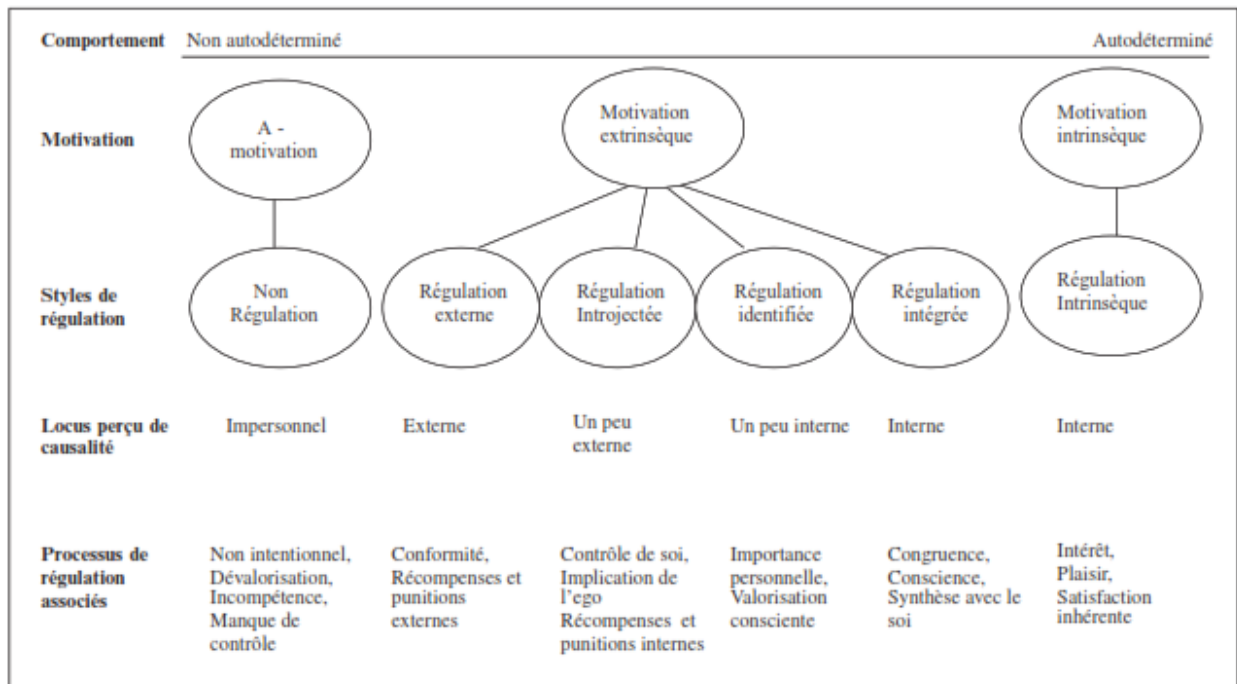 Comportement Non autodéterminé Autodéterminé
Motivation
A -
motivation
Motivation
extrinsèque
Motivation
intrinsèque
Styles de
régulation
Non
Régulation
Régulation
externe
Régulation
Introjectée
Régulation
identifiée
Régulation
intégrée
Régulation
Intrinsèque
Locus perçu de
causalité
Impersonnel
Externe
Un peu
externe
Un peu interne
Interne
Interne
Processus de
régulation
associés
Non intentionnel,
Dévalorisation,
Incompétence,
Manque de
contrôle
Conformité,
Récompenses et
punitions
externes
Contrôle de soi,
Implication de
l'ego
Récompenses et
punitions internes
Importance
personnelle,
Valorisation
consciente
Congruence,
Conscience,
Synthèse avec le
soi
Intérêt,
Plaisir,
Satisfaction
inhérente